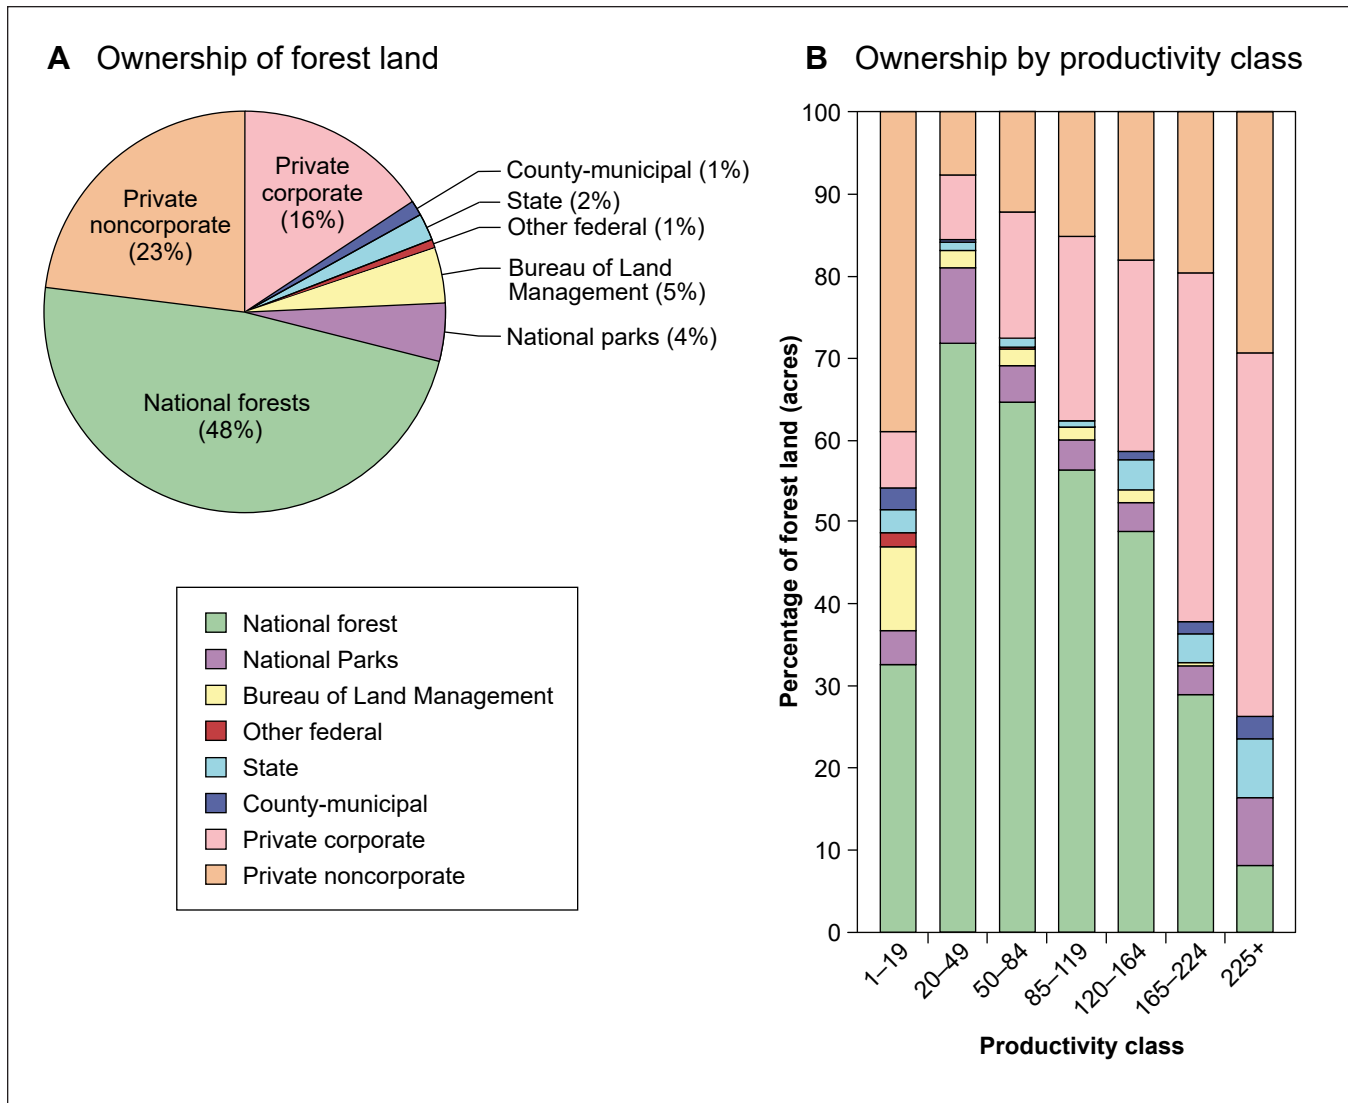 A Ownership of forest land
Private
corporate
(16%)
County-municipal (1%)
State (2%)
Other federal (1%)
Bureau of Land
Management (5%)
National parks (4%)
Private
noncorporate
(23%)
National forests
(48%)
National forest
National Parks
Bureau of Land Management
Other federal
State
County-municipal
Private corporate
Private noncorporate
B Ownership by productivity class
Percentage of forest land (acres)
100
90
80
70
60
50
40
30
20
10
0
1–19
20–49
50–84
85–119
120–164
165–224
225+
Productivity class